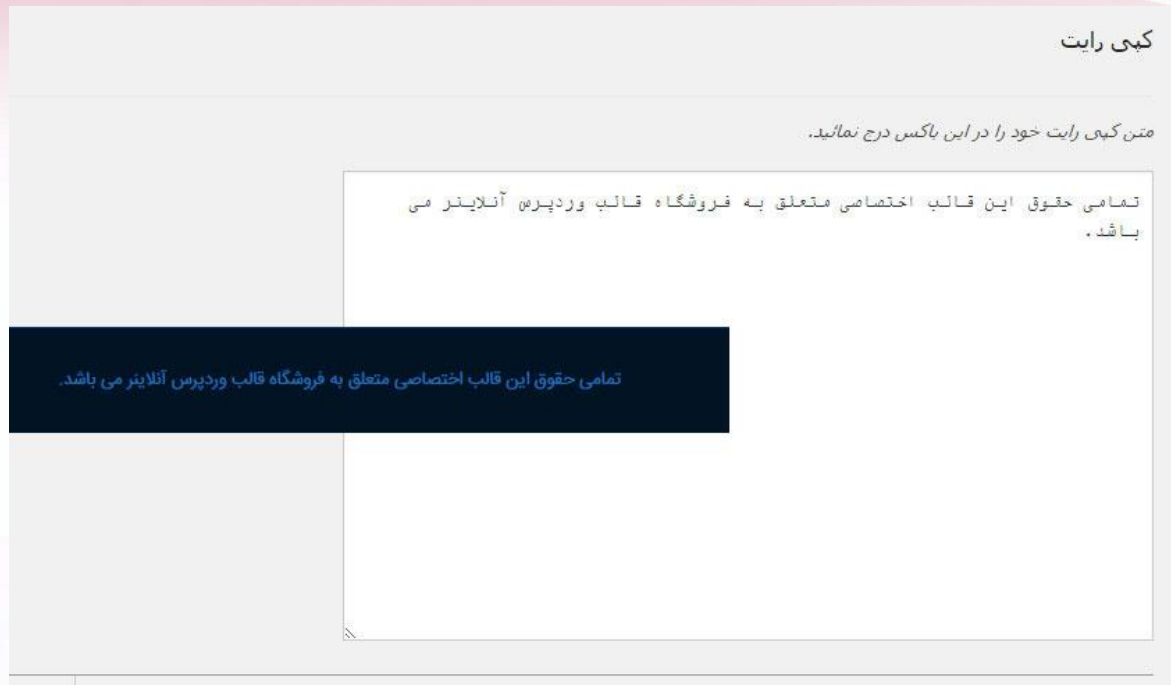 کپی رایت
متن کپی رایت خود را در این باکس درج نمائید.
تمامی حقوق این قالب اختصاصی متعلق به فروشگاه قالب وردپرس آنلاینر می
باشد.
تمامی حقوق این قالب اختصاصی متعلق به فروشگاه قالب وردپرس آنلاینر می باشد.